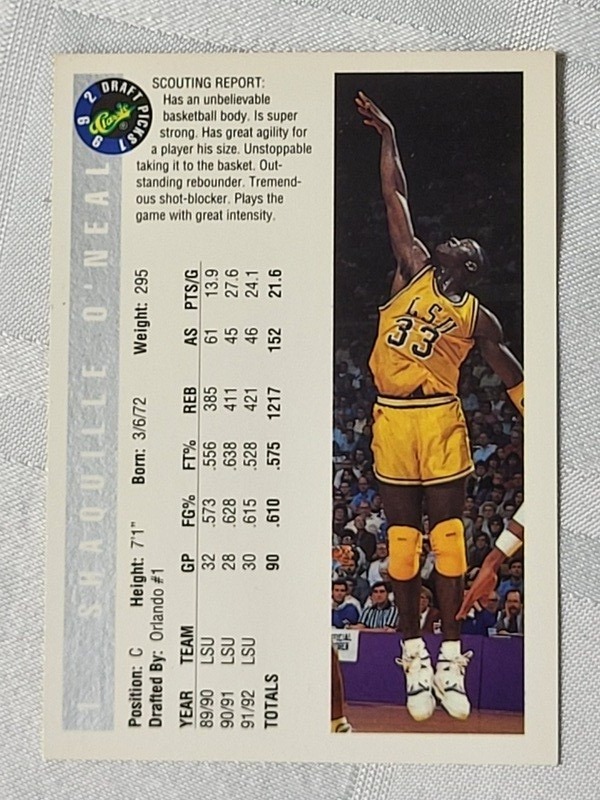 1 SHAQUILLE O'NEAL
1992 DRAFT PICKS
Classic ®
SCOUTING REPORT:
Has an unbelievable
basketball body. Is super
strong. Has great agility for
a player his size. Unstoppable
taking it to the basket. Out-
standing rebounder. Tremend-
ous shot-blocker. Plays the
game with great intensity.
Position: C Height: 7'1" Born: 3/6/72 Weight: 295
Drafted By: Orlando #1
YEAR TEAM GP FG% FT% REB AS PTS/G
89/90 LSU 32 .573 .556 385 61 13.9
90/91 LSU 28 .628 .638 411 45 27.6
91/92 LSU 30 .615 .528 421 46 24.1
TOTALS 90 .610 .575 1217 152 21.6
LSU
33